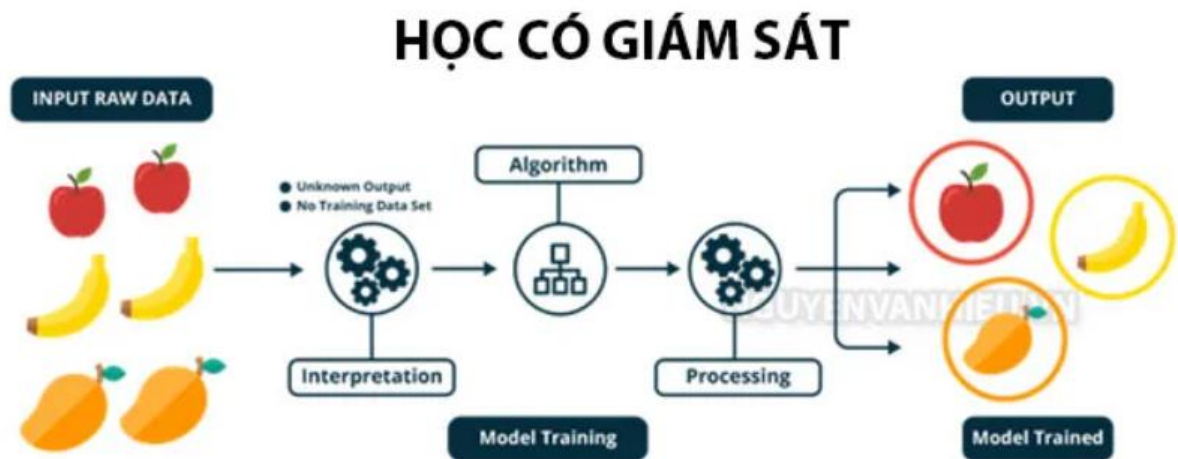 HỌC CÓ GIÁM SÁT
INPUT RAW DATA
OUTPUT
Algorithm
Unknown Output
No Training Data Set
Interpretation
Processing
Model Training
Model Trained